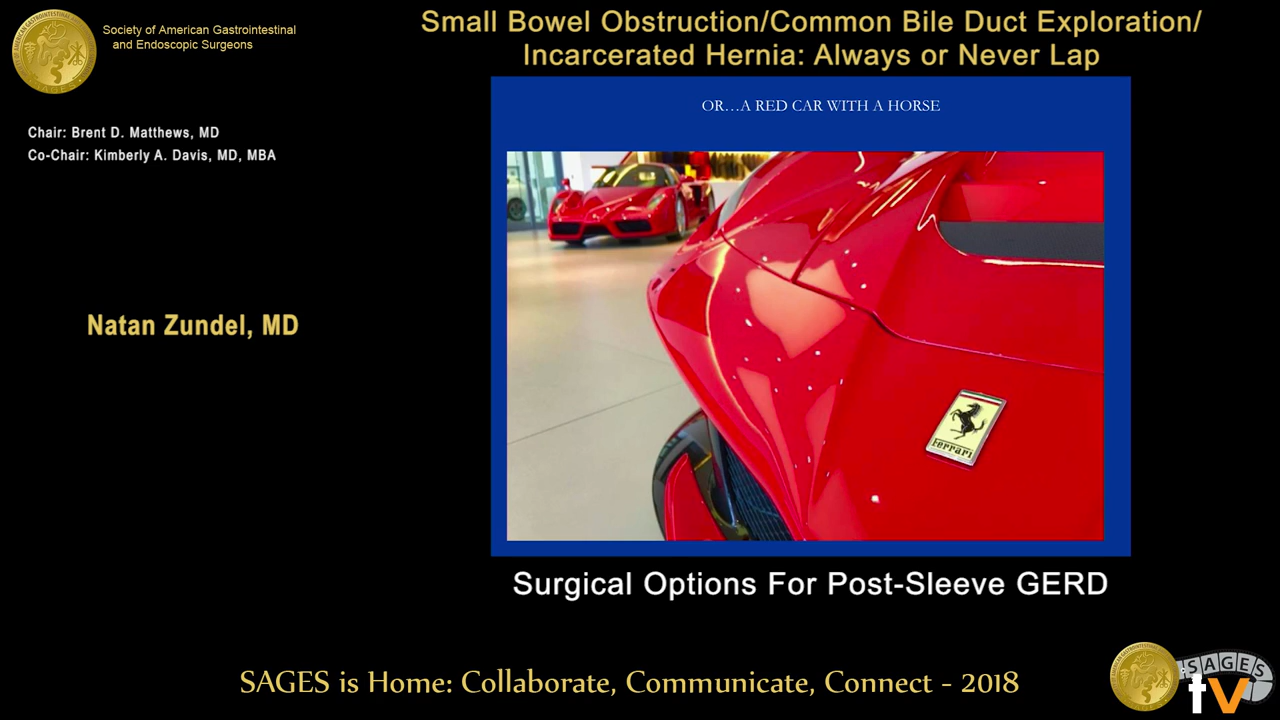 Society of American Gastrointestinal
and Endoscopic Surgeons
Small Bowel Obstruction/Common Bile Duct Exploration/
Incarcerated Hernia: Always or Never Lap
Chair: Brent D. Matthews, MD
Co-Chair: Kimberly A. Davis, MD, MBA
OR…A RED CAR WITH A HORSE
Ferrari
Natan Zundel, MD
Surgical Options For Post-Sleeve GERD
SAGES is Home: Collaborate, Communicate, Connect - 2018
SAGES
tv